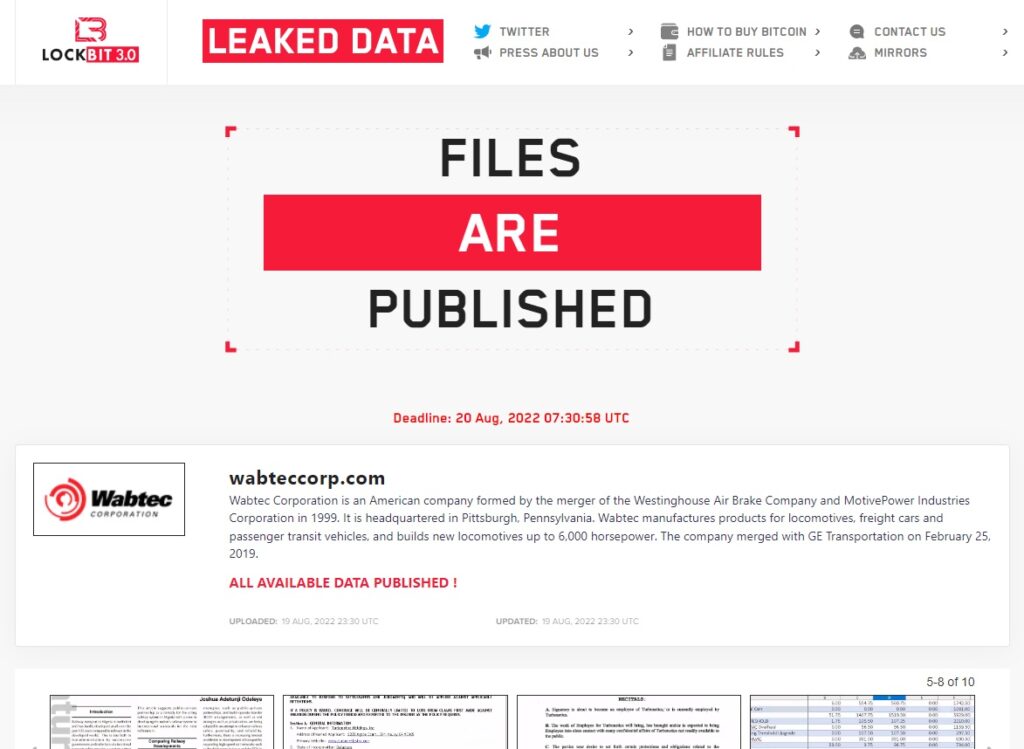 LOCKBIT 3.0
LEAKED DATA
TWITTER
PRESS ABOUT US
HOW TO BUY BITCOIN
AFFILIATE RULES
CONTACT US
MIRRORS
FILES
ARE
PUBLISHED
Deadline: 20 Aug, 2022 07:30:58 UTC
Wabtec
CORPORATION
wabteccorp.com
Wabtec Corporation is an American company formed by the merger of the Westinghouse Air Brake Company and MotivePower Industries
Corporation in 1999. It is headquartered in Pittsburgh, Pennsylvania. Wabtec manufactures products for locomotives, freight cars and
passenger transit vehicles, and builds new locomotives up to 6,000 horsepower. The company merged with GE Transportation on February 25,
2019.
ALL AVAILABLE DATA PUBLISHED !
UPLOADED: 19 AUG, 2022 23:30 UTC
UPDATED: 19 AUG, 2022 23:30 UTC
5-8 of 10
Introduction
RECITALS